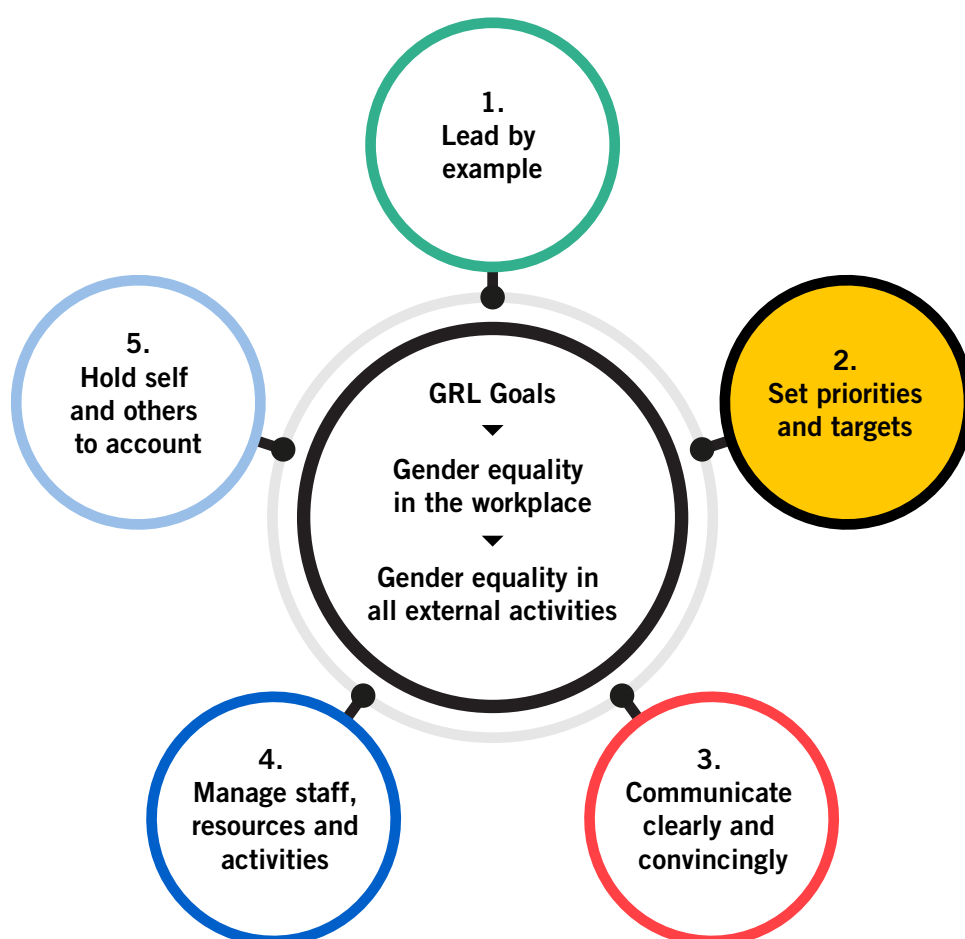 1.
Lead by
example
2.
Set priorities
and targets
3.
Communicate
clearly and
convincingly
4.
Manage staff,
resources and
activities
5.
Hold self
and others
to account
GRL Goals
Gender equality
in the workplace
Gender equality in
all external activities